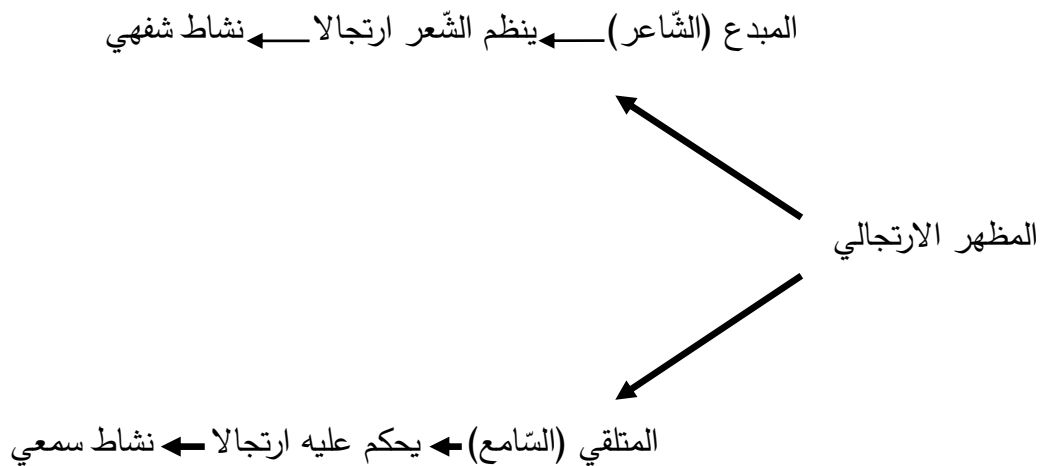 المبدع (الشّاعر) ← ينظم الشّعر ارتجالا ← نشاط شفهي
المظهر الارتجالي
المتلقي (السّامع) ← يحكم عليه ارتجالا ← نشاط سمعي